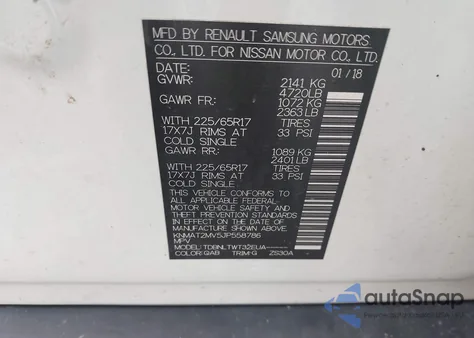 MFD BY RENAULT SAMSUNG MOTORS
CO., LTD. FOR NISSAN MOTOR CO., LTD.
DATE: 01/18
GVWR: 2141 KG
4720LB
GAWR FR: 1072 KG
2363 LB
WITH 225/65R17 TIRES
17X7J RIMS AT 33 PSI
COLD SINGLE
GAWR RR: 1089 KG
2401 LB
WITH 225/65R17 TIRES
17X7J RIMS AT 33 PSI
COLD SINGLE
THIS VEHICLE CONFORMS TO
ALL APPLICABLE FEDERAL
MOTOR VEHICLE SAFETY AND
THEFT PREVENTION STANDARDS
IN EFFECT ON THE DATE OF
MANUFACTURE SHOWN ABOVE
KNMAT2MV5JP558786
MPV
MODEL: TDBNLTWT32EUA
COLOR: QAB TRIM: G ZS30A
autoSnap